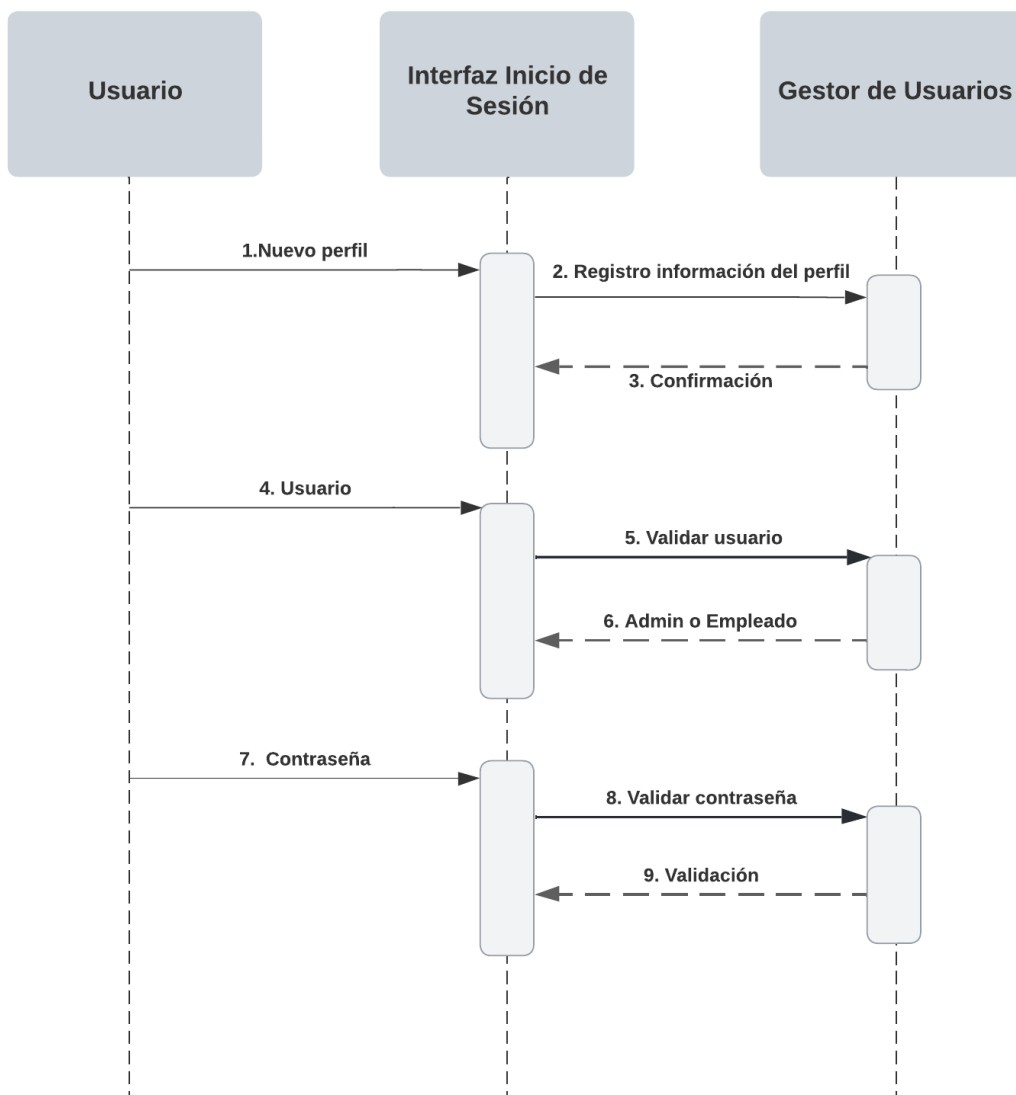 Usuario
Interfaz Inicio de
Sesión
Gestor de Usuarios
1.Nuevo perfil
2. Registro información del perfil
3. Confirmación
4. Usuario
5. Validar usuario
6. Admin o Empleado
7.  Contraseña
8. Validar contraseña
9. Validación